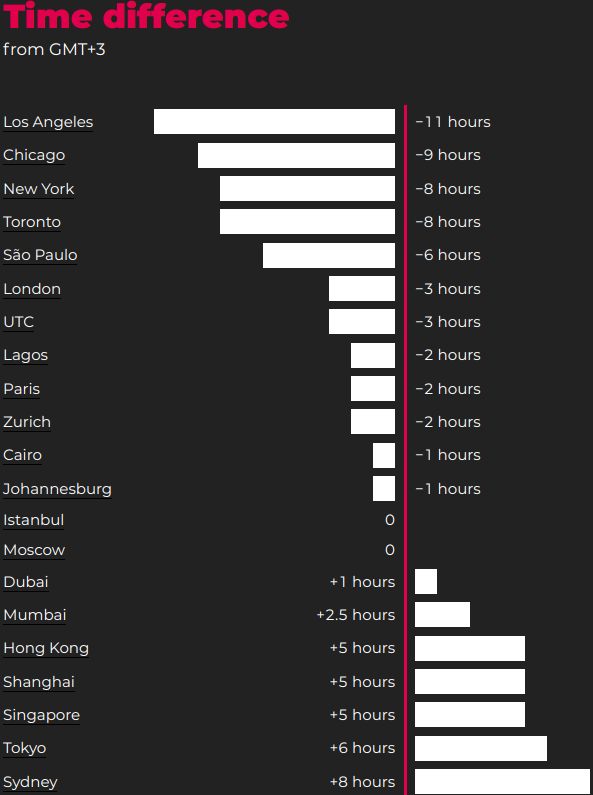 Time difference
from GMT+3
Los Angeles −11 hours
Chicago −9 hours
New York −8 hours
Toronto −8 hours
São Paulo −6 hours
London −3 hours
UTC −3 hours
Lagos −2 hours
Paris −2 hours
Zurich −2 hours
Cairo −1 hours
Johannesburg −1 hours
Istanbul 0
Moscow 0
Dubai +1 hours
Mumbai +2.5 hours
Hong Kong +5 hours
Shanghai +5 hours
Singapore +5 hours
Tokyo +6 hours
Sydney +8 hours